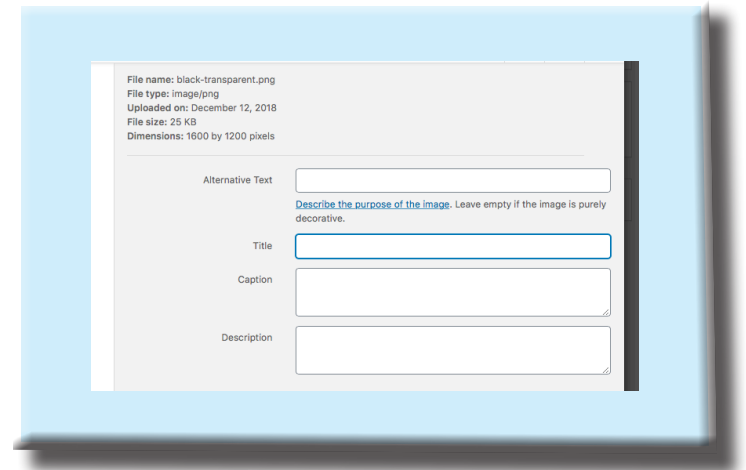 File name: black-transparent.png
File type: image/png
Uploaded on: December 12, 2018
File size: 25 KB
Dimensions: 1600 by 1200 pixels
Alternative Text
Describe the purpose of the image. Leave empty if the image is purely
decorative.
Title
Caption
Description